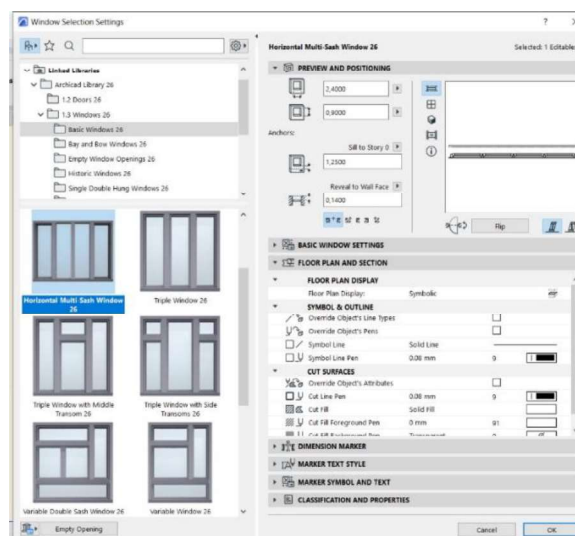 Window Selection Settings
?
Linked Libraries
Archicad Library 26
1.2 Doors 26
1.3 Windows 26
Basic Windows 26
Bay and Bow Windows 26
Empty Window Openings 26
Historic Windows 26
Single Double Hung Windows 26
Horizontal Multi Sash Window 26
Triple Window 26
Triple Window with Middle Transom 26
Triple Window with Side Transoms 26
Variable Double Sash Window 26
Variable Window 26
Empty Opening
Horizontal Multi-Sash Window 26
Selected: 1 Editable
PREVIEW AND POSITIONING
2,4000
0,9000
Anchors:
Sill to Story 0
1,2500
Reveal to Wall Face
0,1400
Flip
BASIC WINDOW SETTINGS
FLOOR PLAN AND SECTION
FLOOR PLAN DISPLAY
Floor Plan Display: Symbolic
SYMBOL & OUTLINE
Override Object's Line Types
Override Object's Pens
Symbol Line Solid Line
Symbol Line Pen 0.08 mm 9
CUT SURFACES
Override Object's Attributes
Cut Line Pen 0.08 mm 9
Cut Fill Solid Fill
Cut Fill Foreground Pen 0 mm 91
Cut Fill Background Pen Transparent
DIMENSION MARKER
MARKER TEXT STYLE
MARKER SYMBOL AND TEXT
CLASSIFICATION AND PROPERTIES
Cancel OK